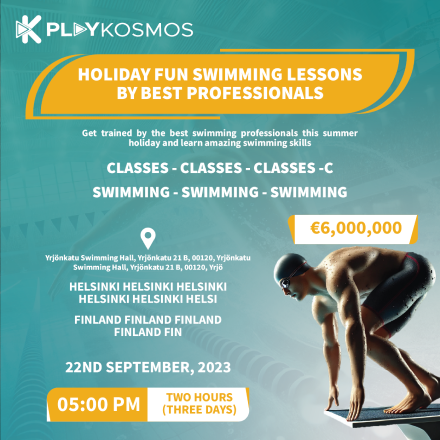 PLAYKOSMOS
HOLIDAY FUN SWIMMING LESSONS
BY BEST PROFESSIONALS
Get trained by the best swimming professionals this summer
holiday and learn amazing swimming skills
CLASSES - CLASSES - CLASSES -C
SWIMMING - SWIMMING - SWIMMING
€6,000,000
Yrjönkatu Swimming Hall, Yrjönkatu 21 B, 00120, Yrjönkatu
Swimming Hall, Yrjönkatu 21 B, 00120, Yrjö
HELSINKI HELSINKI HELSINKI
HELSINKI HELSINKI HELSI
FINLAND FINLAND FINLAND
FINLAND FIN
22ND SEPTEMBER, 2023
05:00 PM
TWO HOURS
(THREE DAYS)